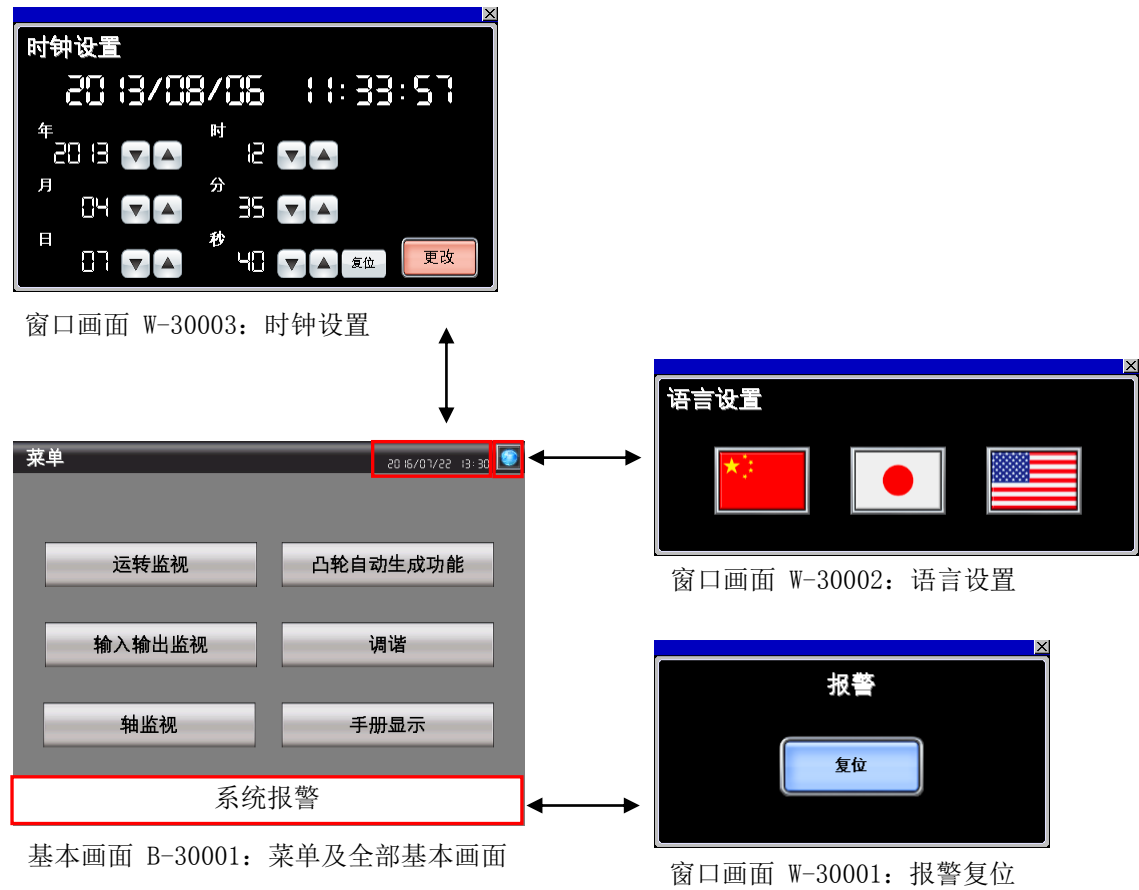 时钟设置
2013/08/06 11:33:57
年 时
2013 12
月 分
04 35
日 秒
07 40 复位 更改
窗口画面 W-30003：时钟设置
菜单 2016/07/22 13:30
运转监视 凸轮自动生成功能
输入输出监视 调谐
轴监视 手册显示
系统报警
基本画面 B-30001：菜单及全部基本画面
语言设置
窗口画面 W-30002：语言设置
报警
复位
窗口画面 W-30001：报警复位